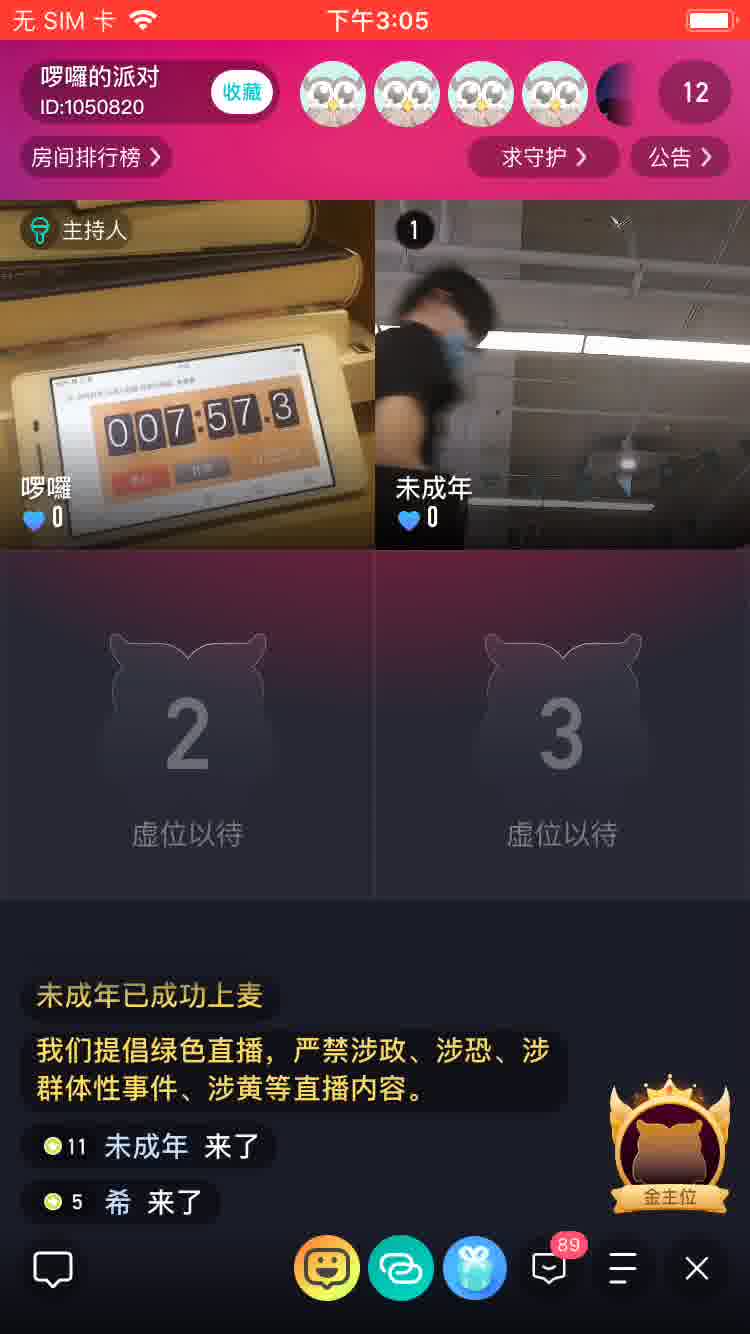 无 SIM 卡
下午3:05
啰囉的派对
ID:1050820
收藏
12
房间排行榜
求守护
公告
主持人
1
007:57.3
啰囉
0
未成年
0
2
虚位以待
3
虚位以待
未成年已成功上麦
我们提倡绿色直播，严禁涉政、涉恐、涉
群体性事件、涉黄等直播内容。
11 未成年 来了
5 希 来了
金主位
89